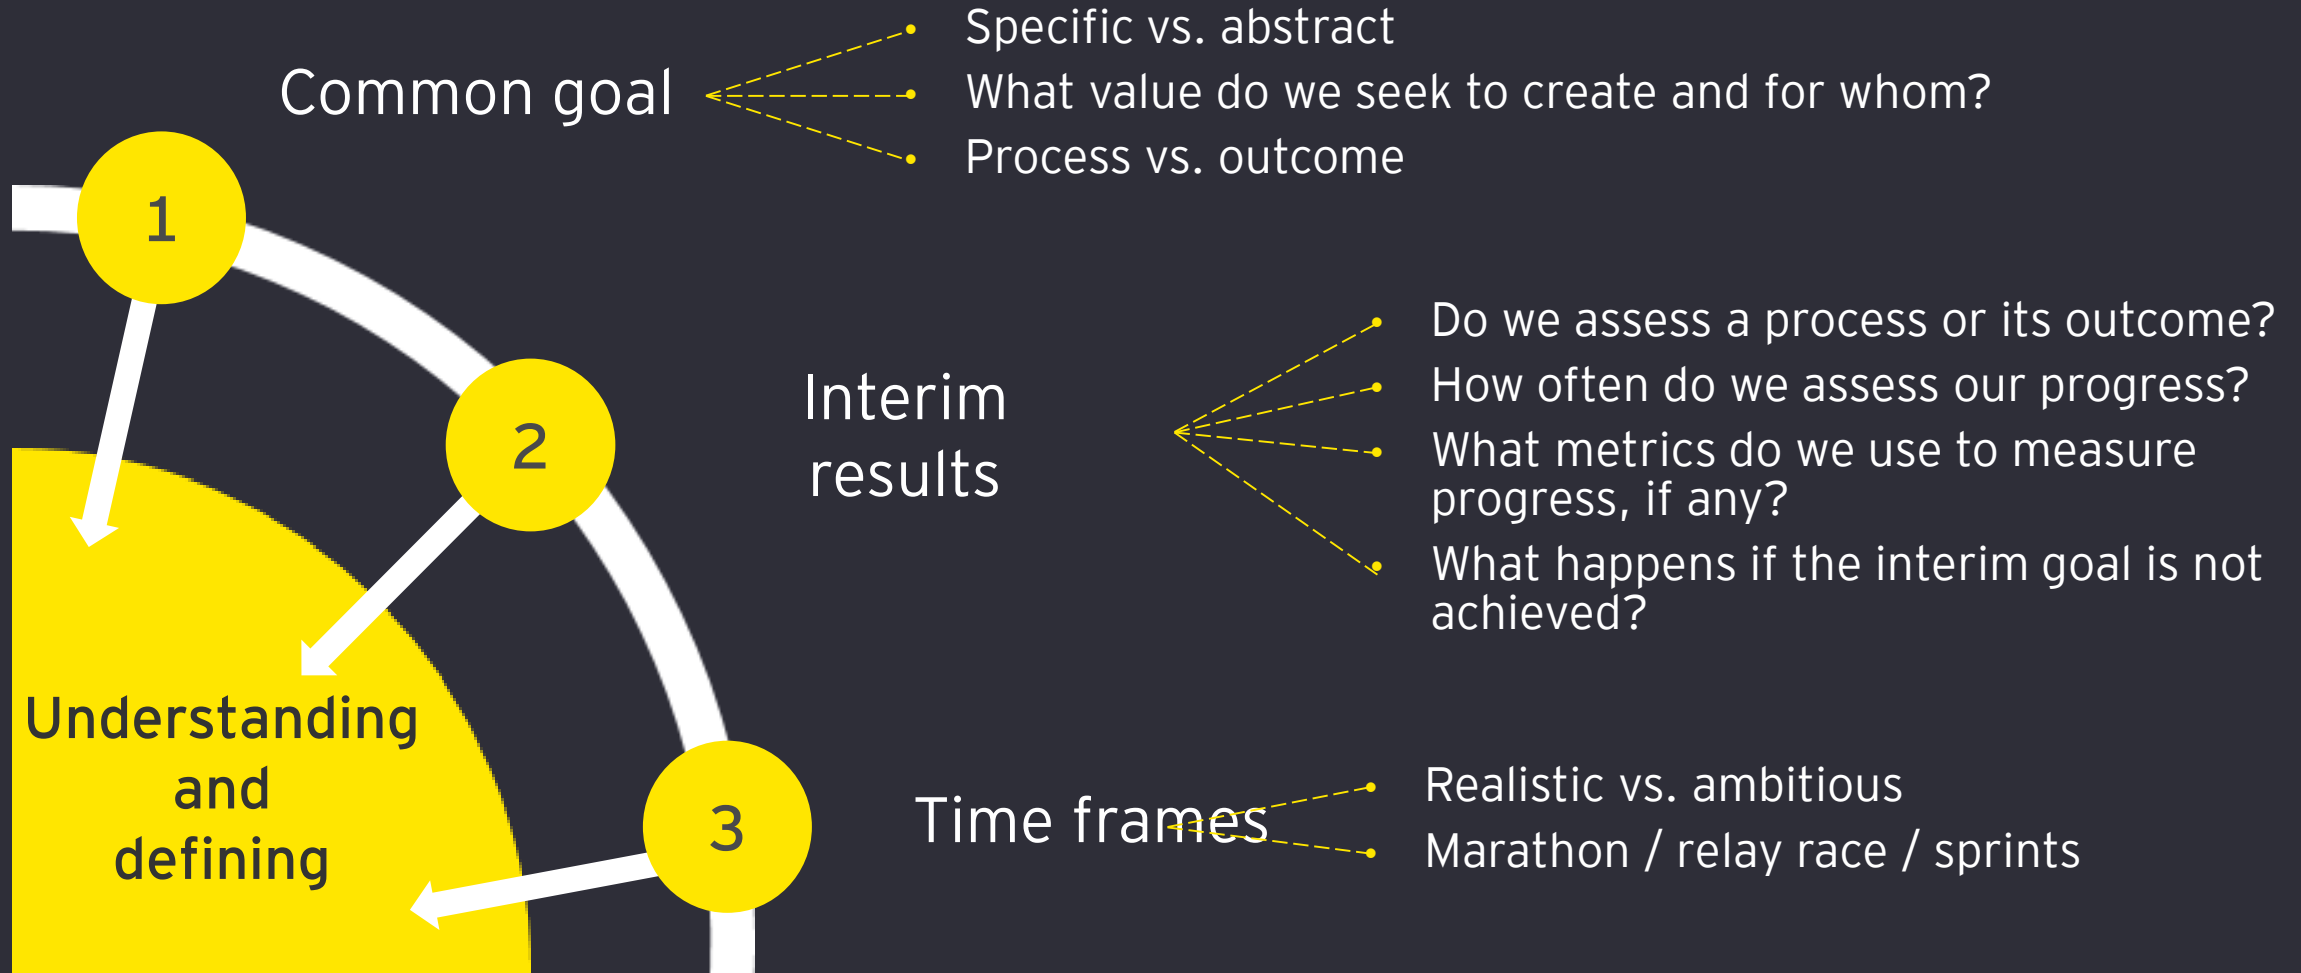 Common goal
Specific vs. abstract
What value do we seek to create and for whom?
Process vs. outcome
1
2
Interim
results
Do we assess a process or its outcome?
How often do we assess our progress?
What metrics do we use to measure
progress, if any?
What happens if the interim goal is not
achieved?
Understanding
and
defining
3
Time frames
Realistic vs. ambitious
Marathon / relay race / sprints